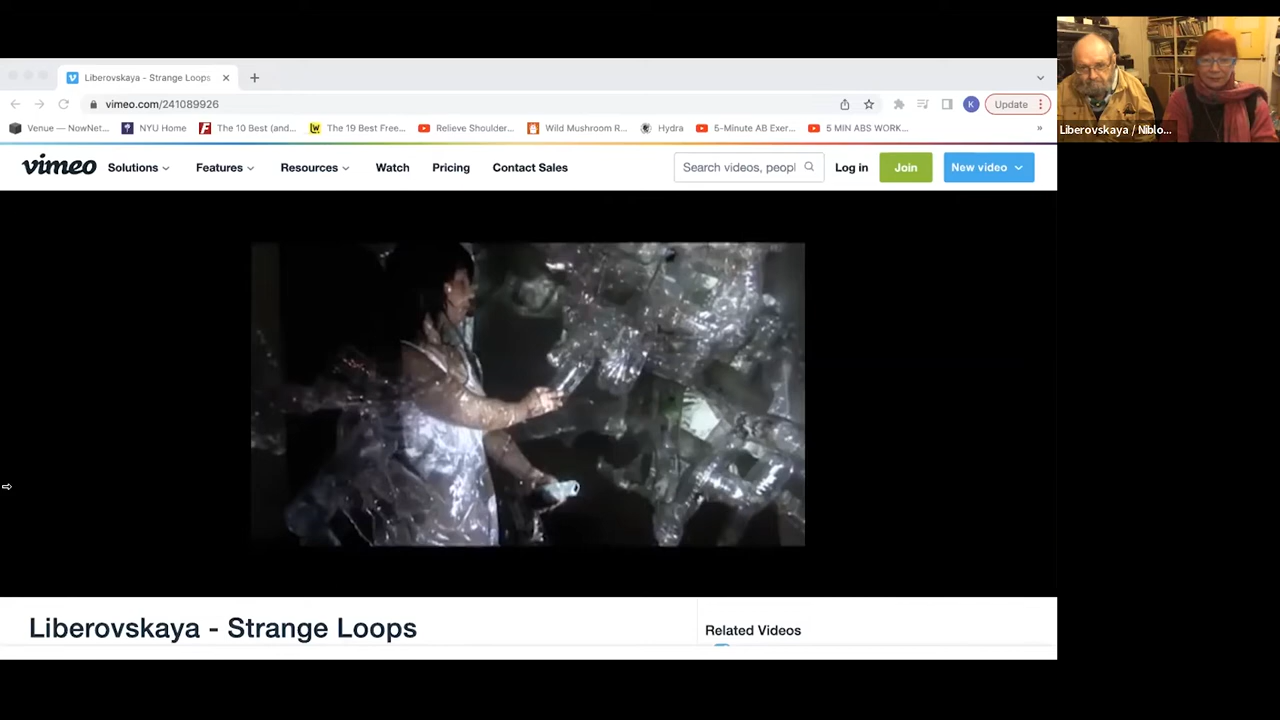 Liberovskaya - Strange Loops
vimeo.com/241089926
K
Update
Venue — NowNet...
NYU Home
The 10 Best (and...
The 19 Best Free...
Relieve Shoulder...
Wild Mushroom R...
Hydra
5-Minute AB Exer...
5 MIN ABS WORK...
»
vimeo
Solutions
Features
Resources
Watch
Pricing
Contact Sales
Search videos, peopl
Log in
Join
New video
Liberovskaya / Niblo...
Liberovskaya - Strange Loops
Related Videos